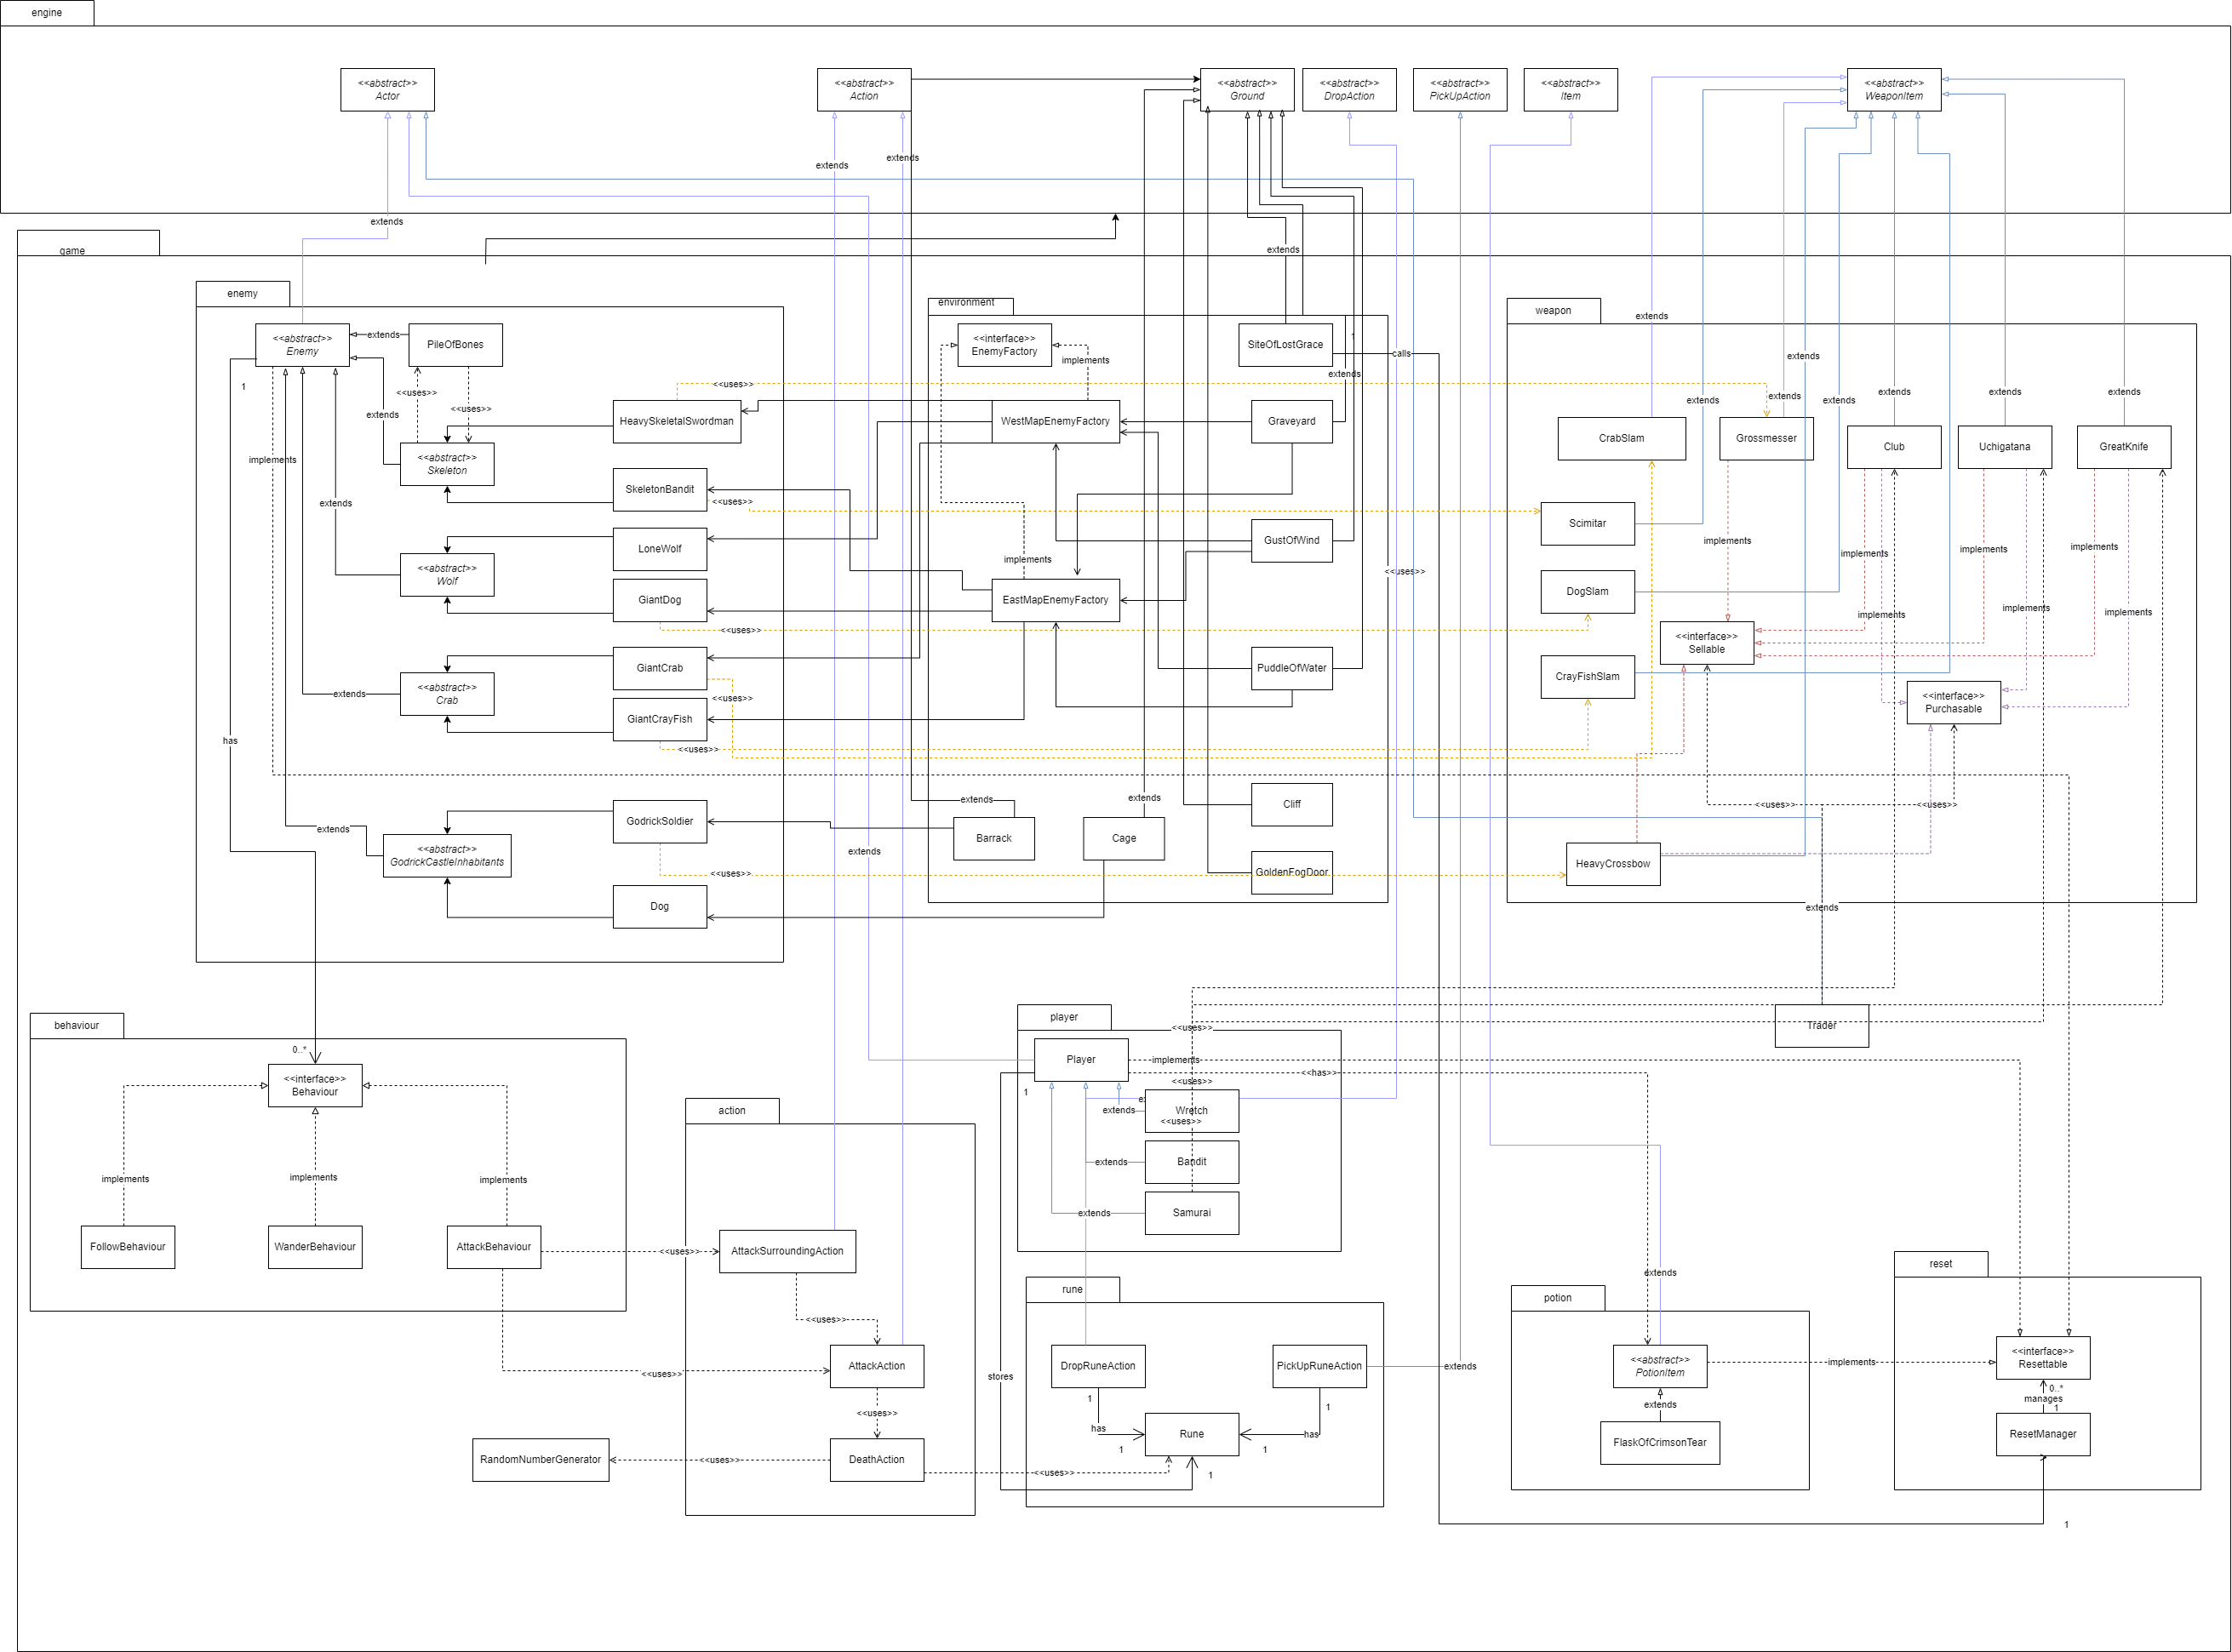 engine
<<abstract>>
Actor
<<abstract>>
Action
<<abstract>>
Ground
<<abstract>>
DropAction
<<abstract>>
PickUpAction
<<abstract>>
Item
<<abstract>>
WeaponItem
extends
extends
extends
extends
game
enemy
environment
weapon
extends
<<abstract>>
Enemy
extends
PileOfBones
<<interface>>
EnemyFactory
implements
SiteOfLostGrace
1
calls
extends
extends
1
<<uses>>
<<uses>>
<<uses>>
extends
HeavySkeletalSwordman
WestMapEnemyFactory
Graveyard
extends
extends
extends
extends
extends
extends
CrabSlam
Grossmesser
Club
Uchigatana
GreatKnife
implements
<<abstract>>
Skeleton
SkeletonBandit
<<uses>>
extends
Scimitar
LoneWolf
implements
GustOfWind
implements
implements
implements
implements
<<abstract>>
Wolf
<<uses>>
GiantDog
EastMapEnemyFactory
DogSlam
implements
implements
implements
<<uses>>
<<interface>>
Sellable
GiantCrab
PuddleOfWater
CrayFishSlam
<<abstract>>
Crab
extends
<<uses>>
<<interface>>
Purchasable
GiantCrayFish
has
<<uses>>
extends
extends
Cliff
<<uses>>
<<uses>>
GodrickSoldier
extends
Barrack
Cage
extends
<<abstract>>
GodrickCastleInhabitants
<<uses>>
GoldenFogDoor
HeavyCrossbow
Dog
extends
behaviour
player
<<uses>>
Trader
0..*
<<interface>>
Behaviour
Player
implements
<<has>>
<<uses>>
1
extends
Wretch
<<uses>>
action
extends
Bandit
implements
implements
implements
extends
Samurai
FollowBehaviour
WanderBehaviour
AttackBehaviour
<<uses>>
AttackSurroundingAction
extends
rune
potion
reset
<<uses>>
AttackAction
DropRuneAction
PickUpRuneAction
extends
<<abstract>>
PotionItem
implements
<<interface>>
Resettable
<<uses>>
stores
1
1
extends
0..*
manages
1
<<uses>>
has
1
Rune
1
has
FlaskOfCrimsonTear
ResetManager
RandomNumberGenerator
<<uses>>
DeathAction
<<uses>>
1
1